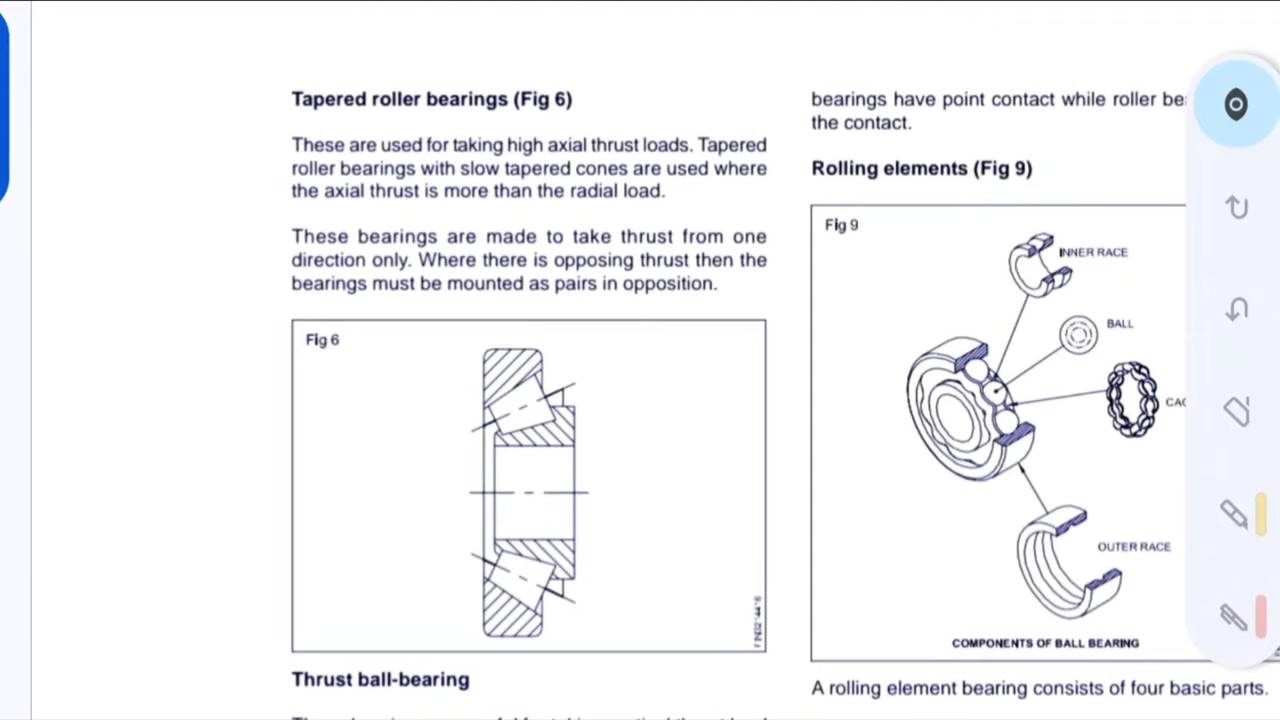 Tapered roller bearings (Fig 6)
These are used for taking high axial thrust loads. Tapered
roller bearings with slow tapered cones are used where
the axial thrust is more than the radial load.
These bearings are made to take thrust from one
direction only. Where there is opposing thrust then the
bearings must be mounted as pairs in opposition.
Fig 6
Thrust ball-bearing
bearings have point contact while roller
the contact.
Rolling elements (Fig 9)
Fig 9
INNER RACE
BALL
OUTER RACE
COMPONENTS OF BALL BEARING
A rolling element bearing consists of four basic parts.